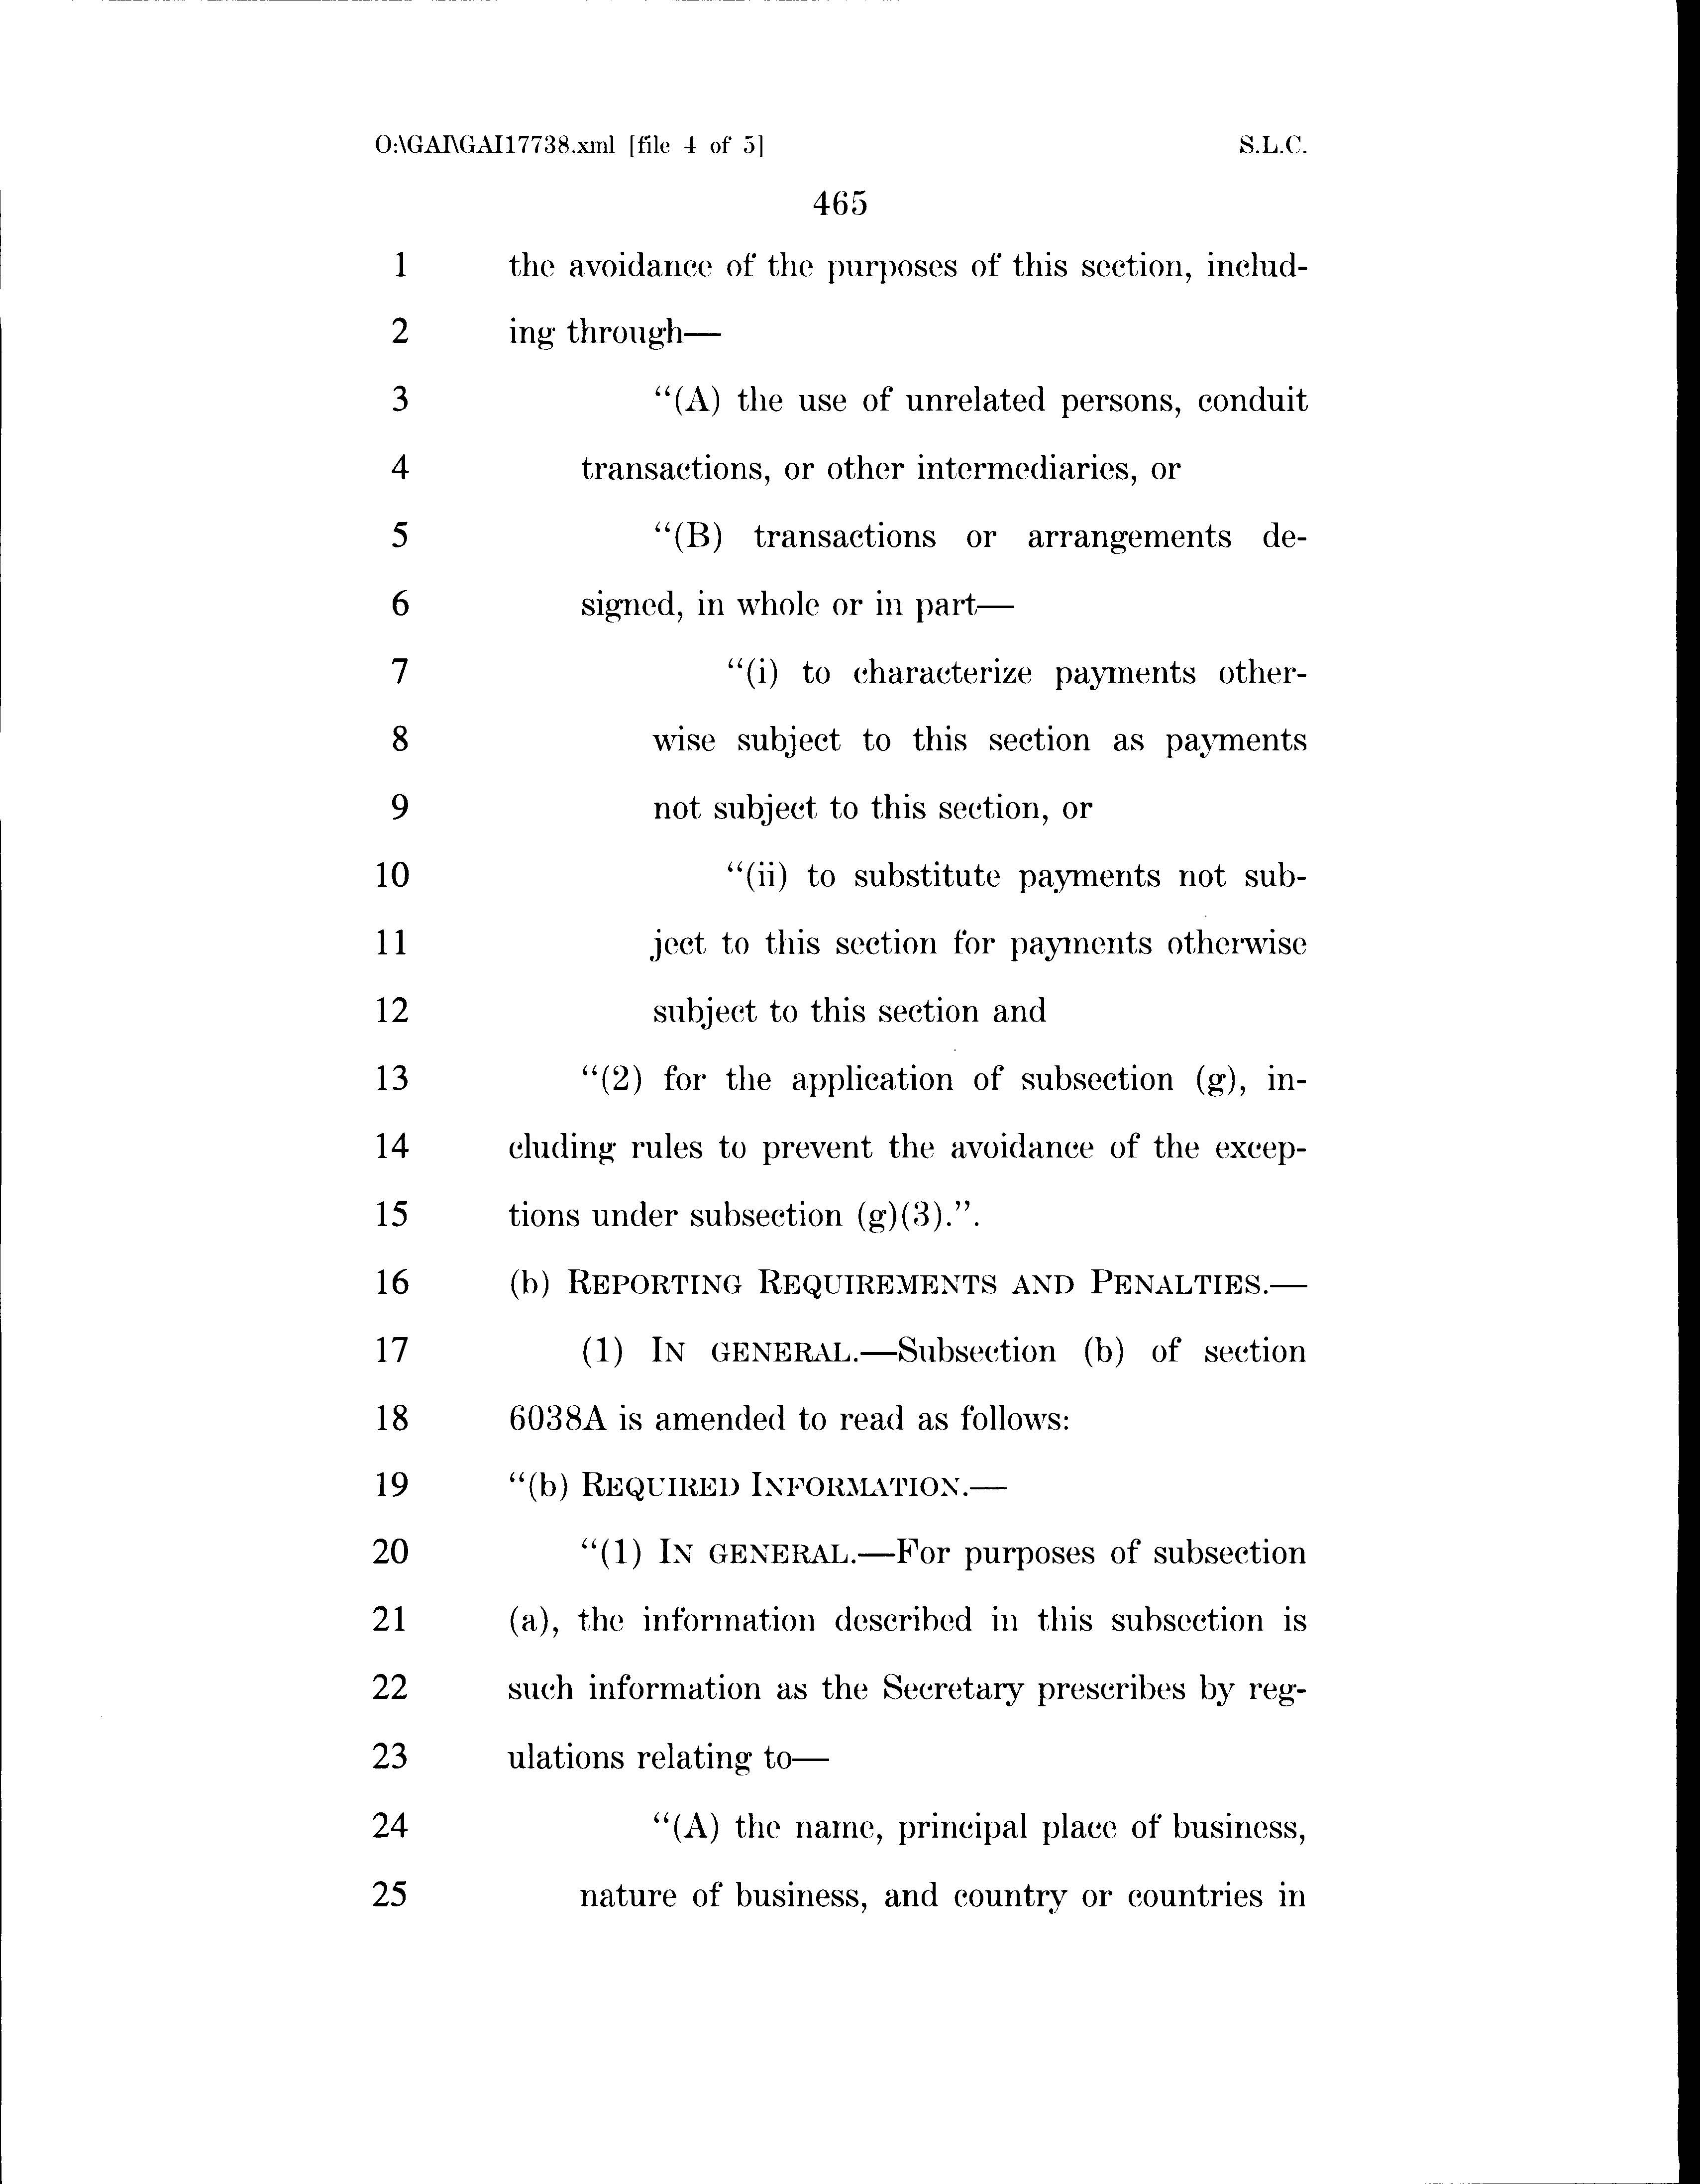 O:\GAI\GAI17738.xml [file 4 of 5] S.L.C.
465
1 the avoidance of the purposes of this section, includ-
2 ing through—
3 “(A) the use of unrelated persons, conduit
4 transactions, or other intermediaries, or
5 “(B) transactions or arrangements de-
6 signed, in whole or in part—
7 “(i) to characterize payments other-
8 wise subject to this section as payments
9 not subject to this section, or
10 “(ii) to substitute payments not sub-
11 ject to this section for payments otherwise
12 subject to this section and
13 “(2) for the application of subsection (g), in-
14 cluding rules to prevent the avoidance of the excep-
15 tions under subsection (g)(3).”.
16 (b) REPORTING REQUIREMENTS AND PENALTIES.—
17 (1) IN GENERAL.—Subsection (b) of section
18 6038A is amended to read as follows:
19 “(b) REQUIRED INFORMATION.—
20 “(1) IN GENERAL.—For purposes of subsection
21 (a), the information described in this subsection is
22 such information as the Secretary prescribes by reg-
23 ulations relating to—
24 “(A) the name, principal place of business,
25 nature of business, and country or countries in